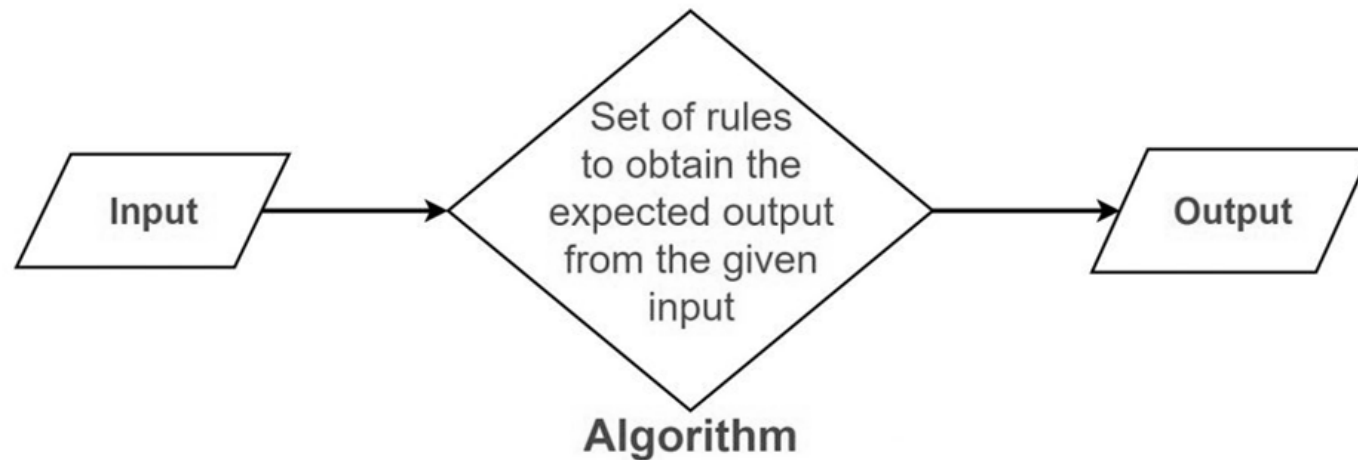 Input
Set of rules
to obtain the
expected output
from the given
input
Output
Algorithm